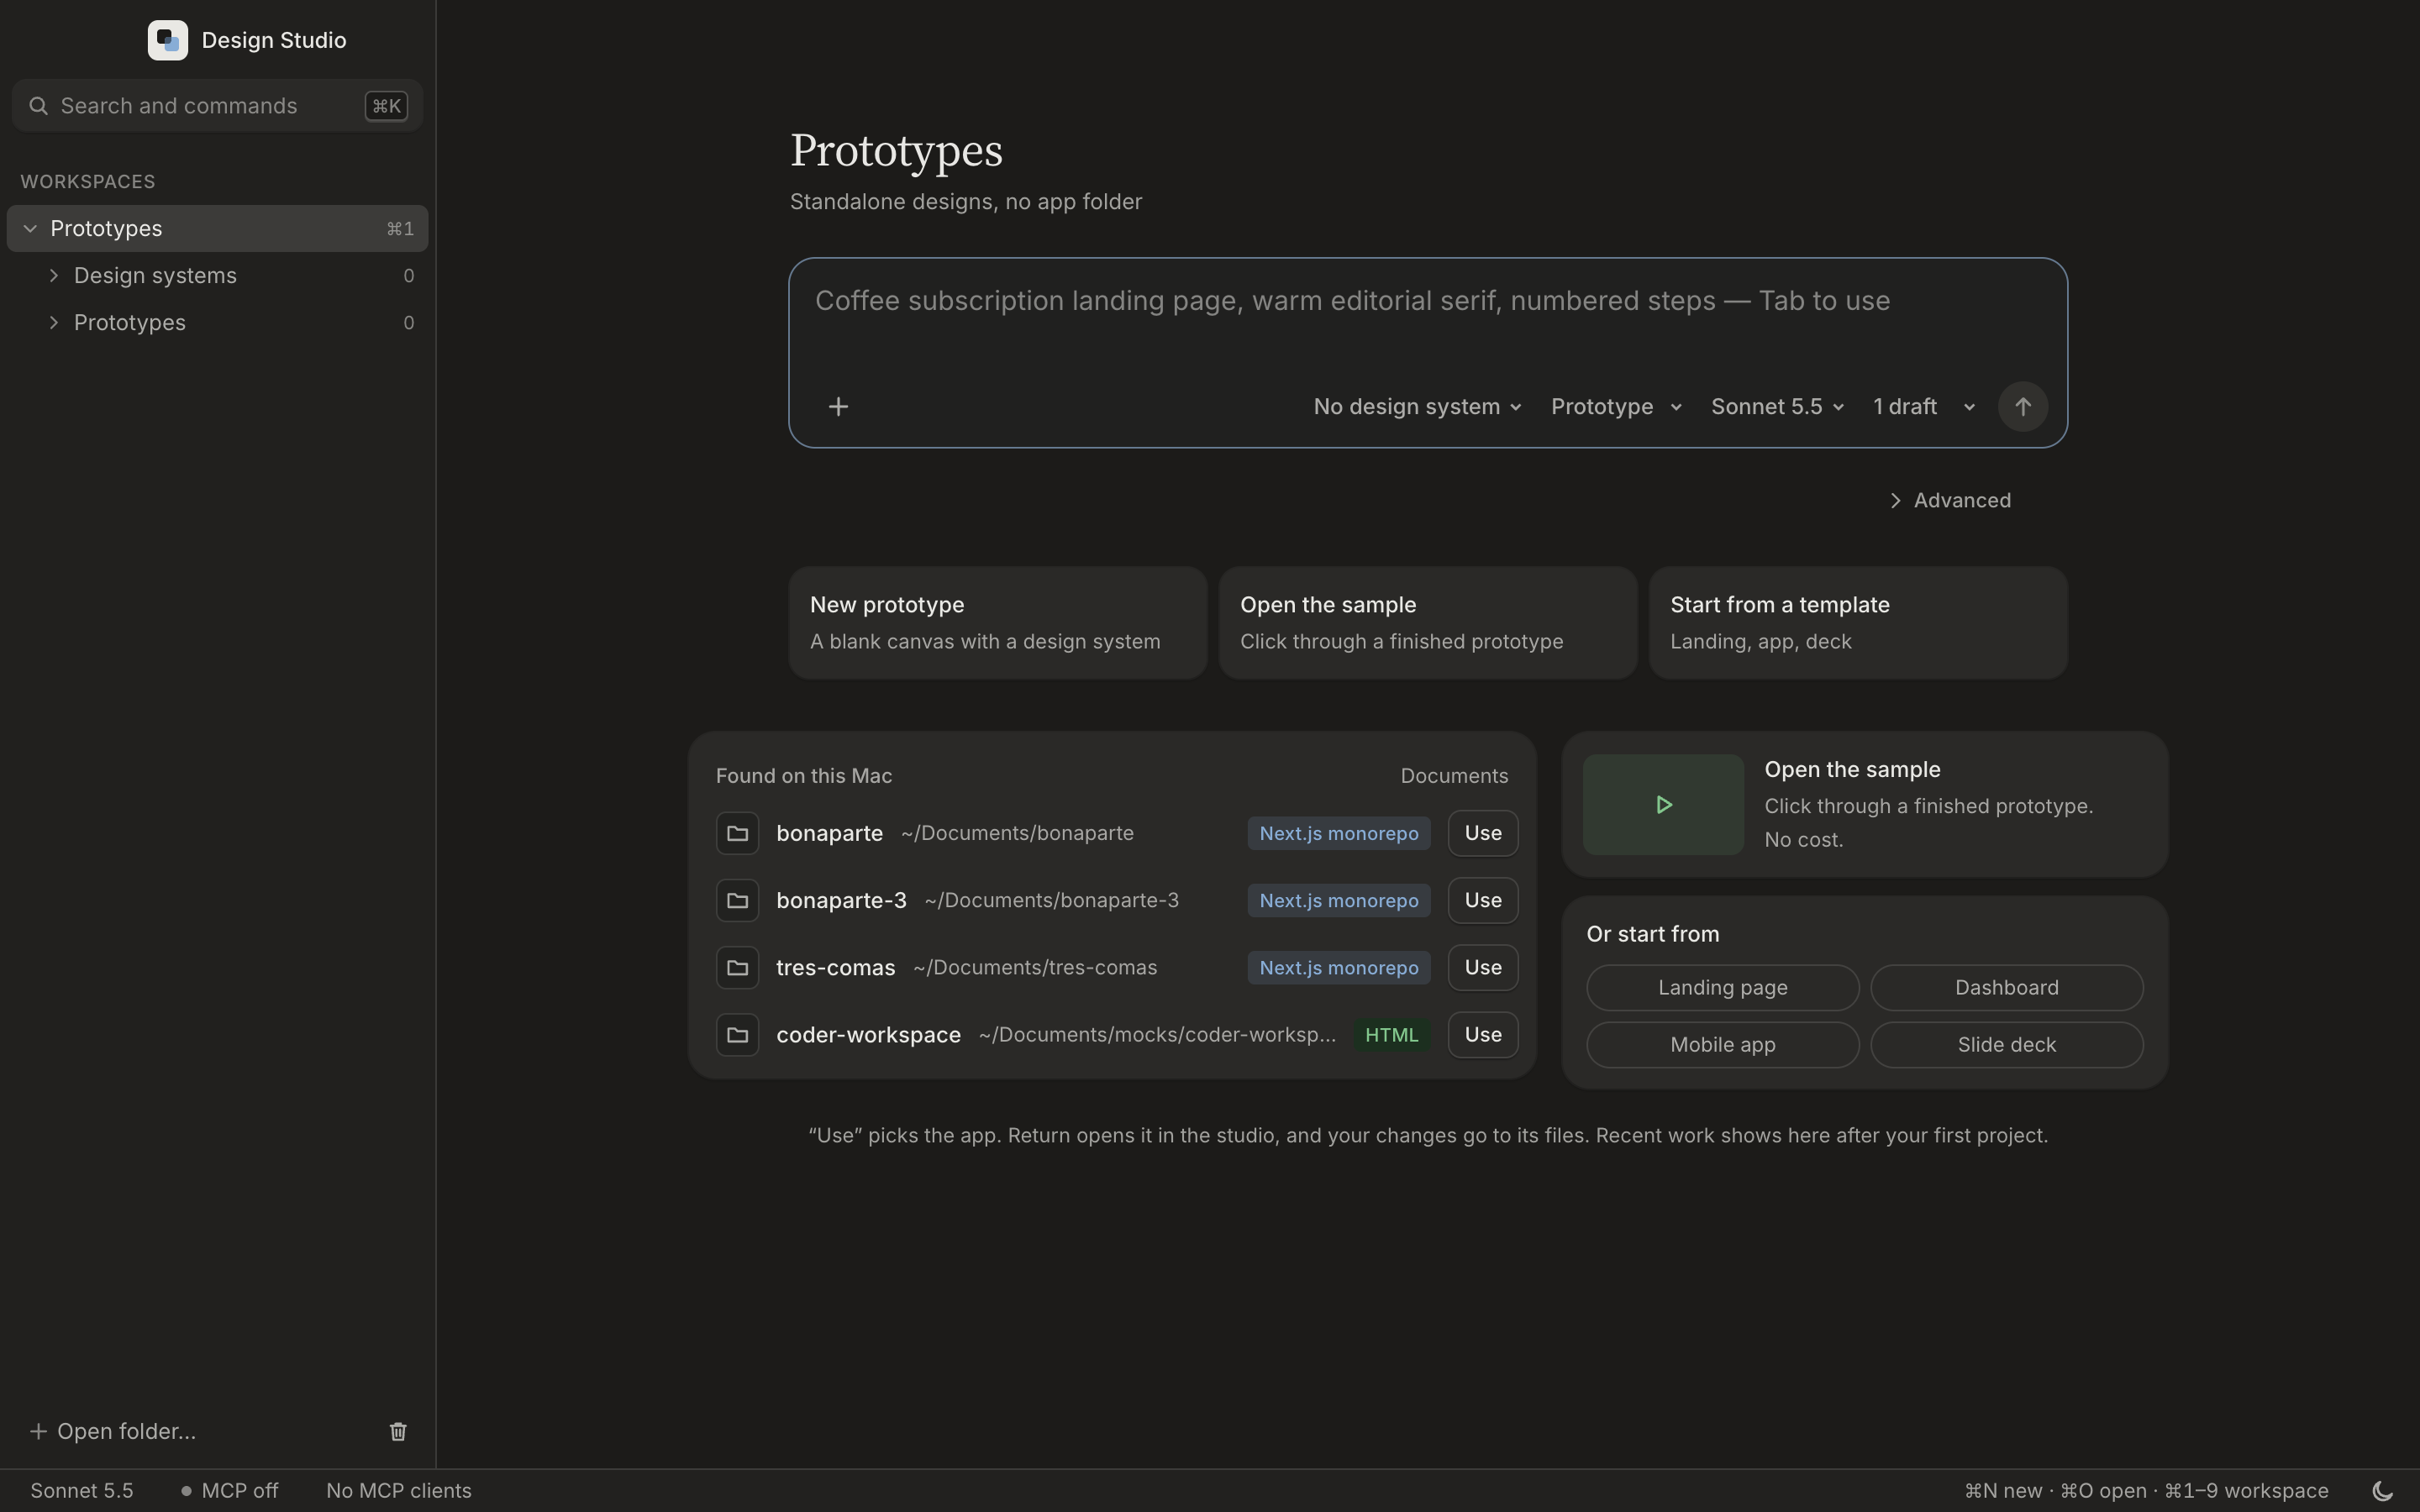 Design Studio
Search and commands ⌘K
WORKSPACES
Prototypes ⌘1
Design systems 0
Prototypes 0
Open folder...
Prototypes
Standalone designs, no app folder
Coffee subscription landing page, warm editorial serif, numbered steps — Tab to use
No design system Prototype Sonnet 5.5 1 draft
Advanced
New prototype
A blank canvas with a design system
Open the sample
Click through a finished prototype
Start from a template
Landing, app, deck
Found on this Mac Documents
bonaparte ~/Documents/bonaparte Next.js monorepo Use
bonaparte-3 ~/Documents/bonaparte-3 Next.js monorepo Use
tres-comas ~/Documents/tres-comas Next.js monorepo Use
coder-workspace ~/Documents/mocks/coder-worksp... HTML Use
Open the sample
Click through a finished prototype.
No cost.
Or start from
Landing page Dashboard
Mobile app Slide deck
“Use” picks the app. Return opens it in the studio, and your changes go to its files. Recent work shows here after your first project.
Sonnet 5.5 MCP off No MCP clients ⌘N new · ⌘O open · ⌘1–9 workspace